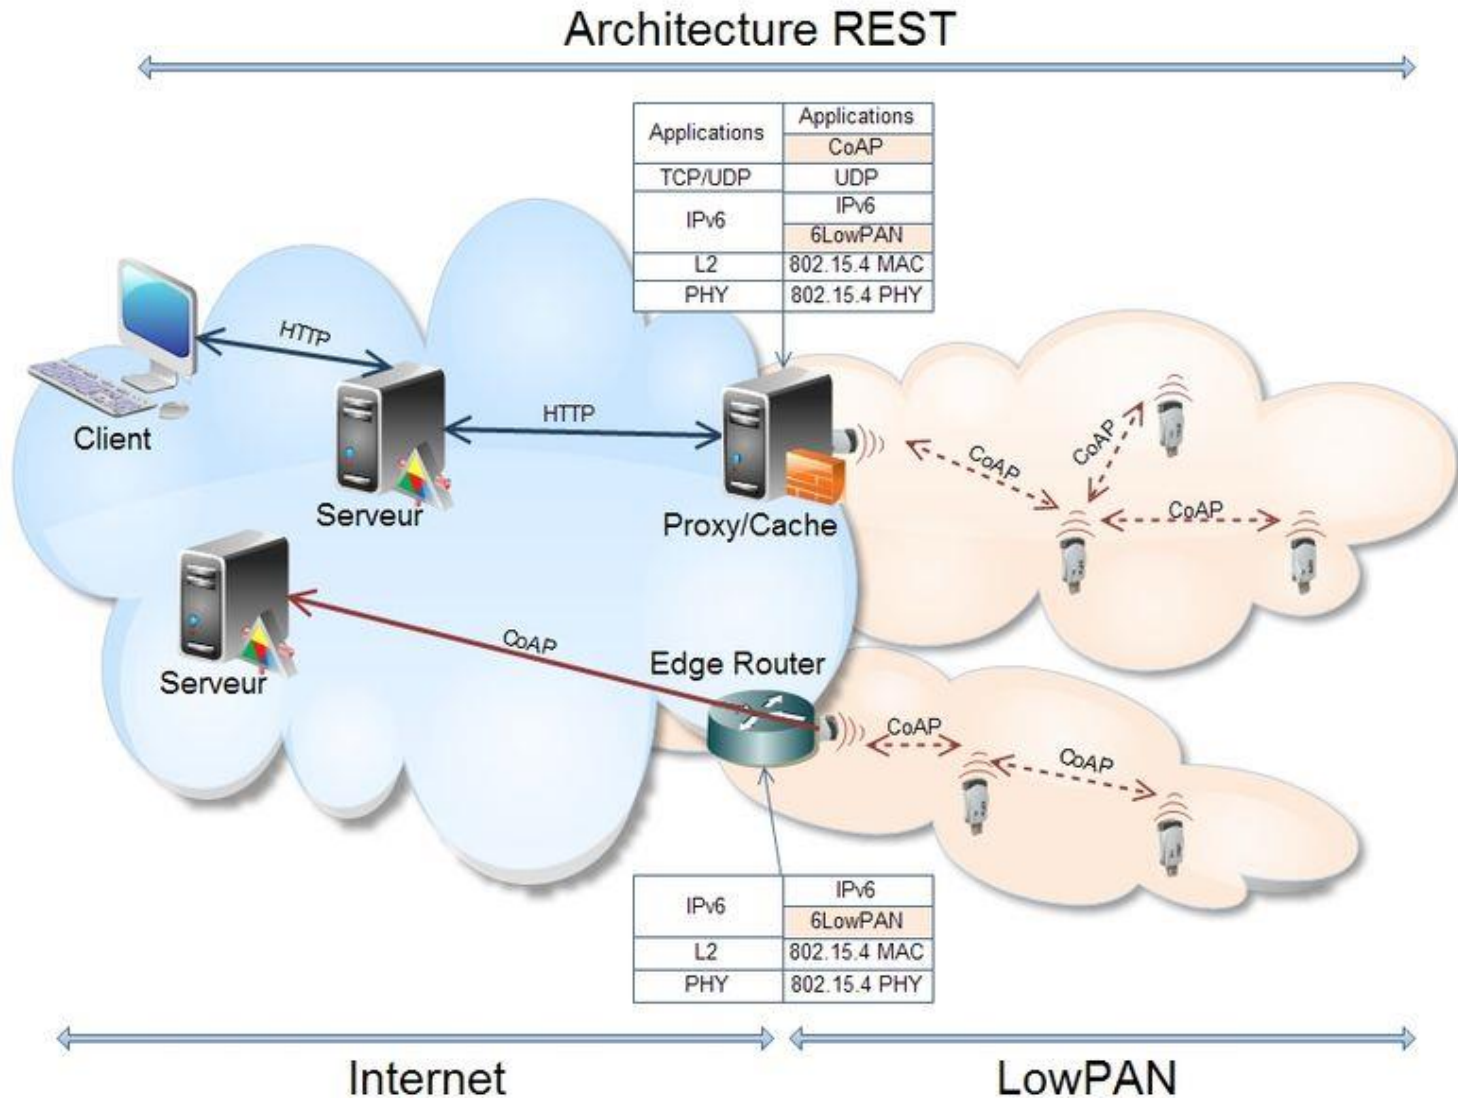 Architecture REST
Applications
Applications
CoAP
TCP/UDP
UDP
IPv6
IPv6
6LowPAN
L2
802.15.4 MAC
PHY
802.15.4 PHY
HTTP
Client
HTTP
Serveur
Proxy/Cache
CoAP
CoAP
CoAP
Serveur
CoAP
Edge Router
CoAP
CoAP
IPv6
IPv6
6LowPAN
L2
802.15.4 MAC
PHY
802.15.4 PHY
Internet
LowPAN